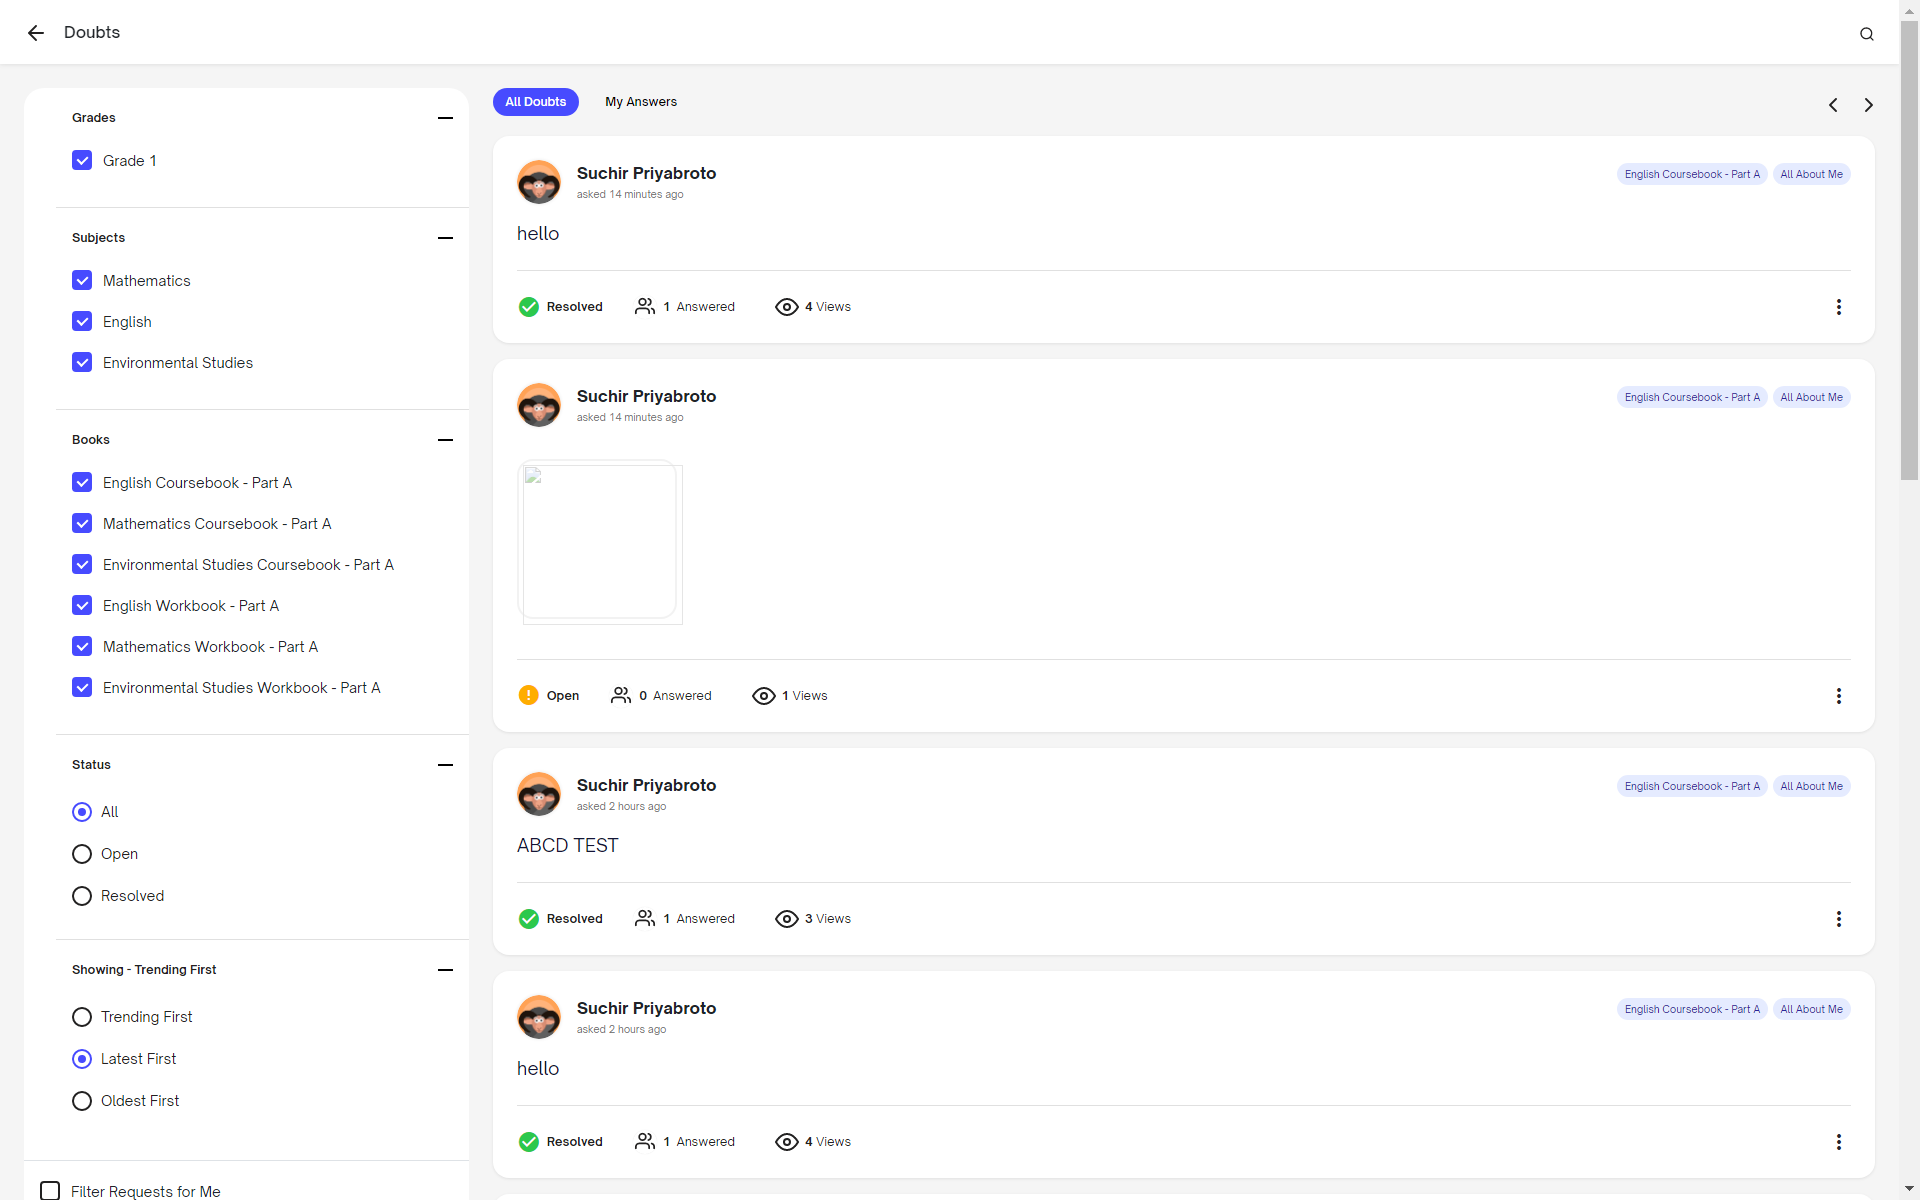 Doubts
Grades
Grade 1
Subjects
Mathematics
English
Environmental Studies
Books
English Coursebook - Part A
Mathematics Coursebook - Part A
Environmental Studies Coursebook - Part A
English Workbook - Part A
Mathematics Workbook - Part A
Environmental Studies Workbook - Part A
Status
All
Open
Resolved
Showing - Trending First
Trending First
Latest First
Oldest First
Filter Requests for Me
All Doubts My Answers
Suchir Priyabroto English Coursebook - Part A All About Me
asked 14 minutes ago
hello
Resolved 1 Answered 4 Views
Suchir Priyabroto English Coursebook - Part A All About Me
asked 14 minutes ago
Open 0 Answered 1 Views
Suchir Priyabroto English Coursebook - Part A All About Me
asked 2 hours ago
ABCD TEST
Resolved 1 Answered 3 Views
Suchir Priyabroto English Coursebook - Part A All About Me
asked 2 hours ago
hello
Resolved 1 Answered 4 Views